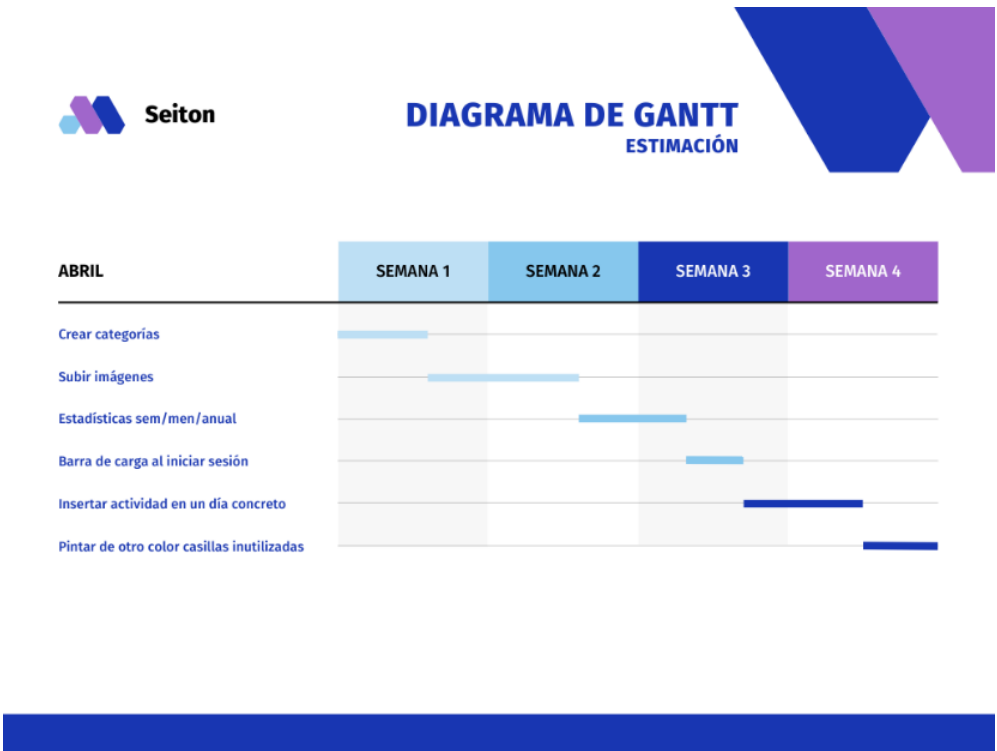 Seiton
DIAGRAMA DE GANTT
ESTIMACIÓN
ABRIL
SEMANA 1
SEMANA 2
SEMANA 3
SEMANA 4
Crear categorías
Subir imágenes
Estadísticas sem/men/anual
Barra de carga al iniciar sesión
Insertar actividad en un día concreto
Pintar de otro color casillas inutilizadas